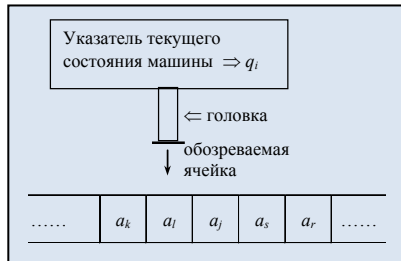 Указатель текущего
состояния машины ⇒ qᵢ
⇐ головка
обозреваемая
ячейка
...... aₖ aₗ aⱼ aₛ aᵣ ......